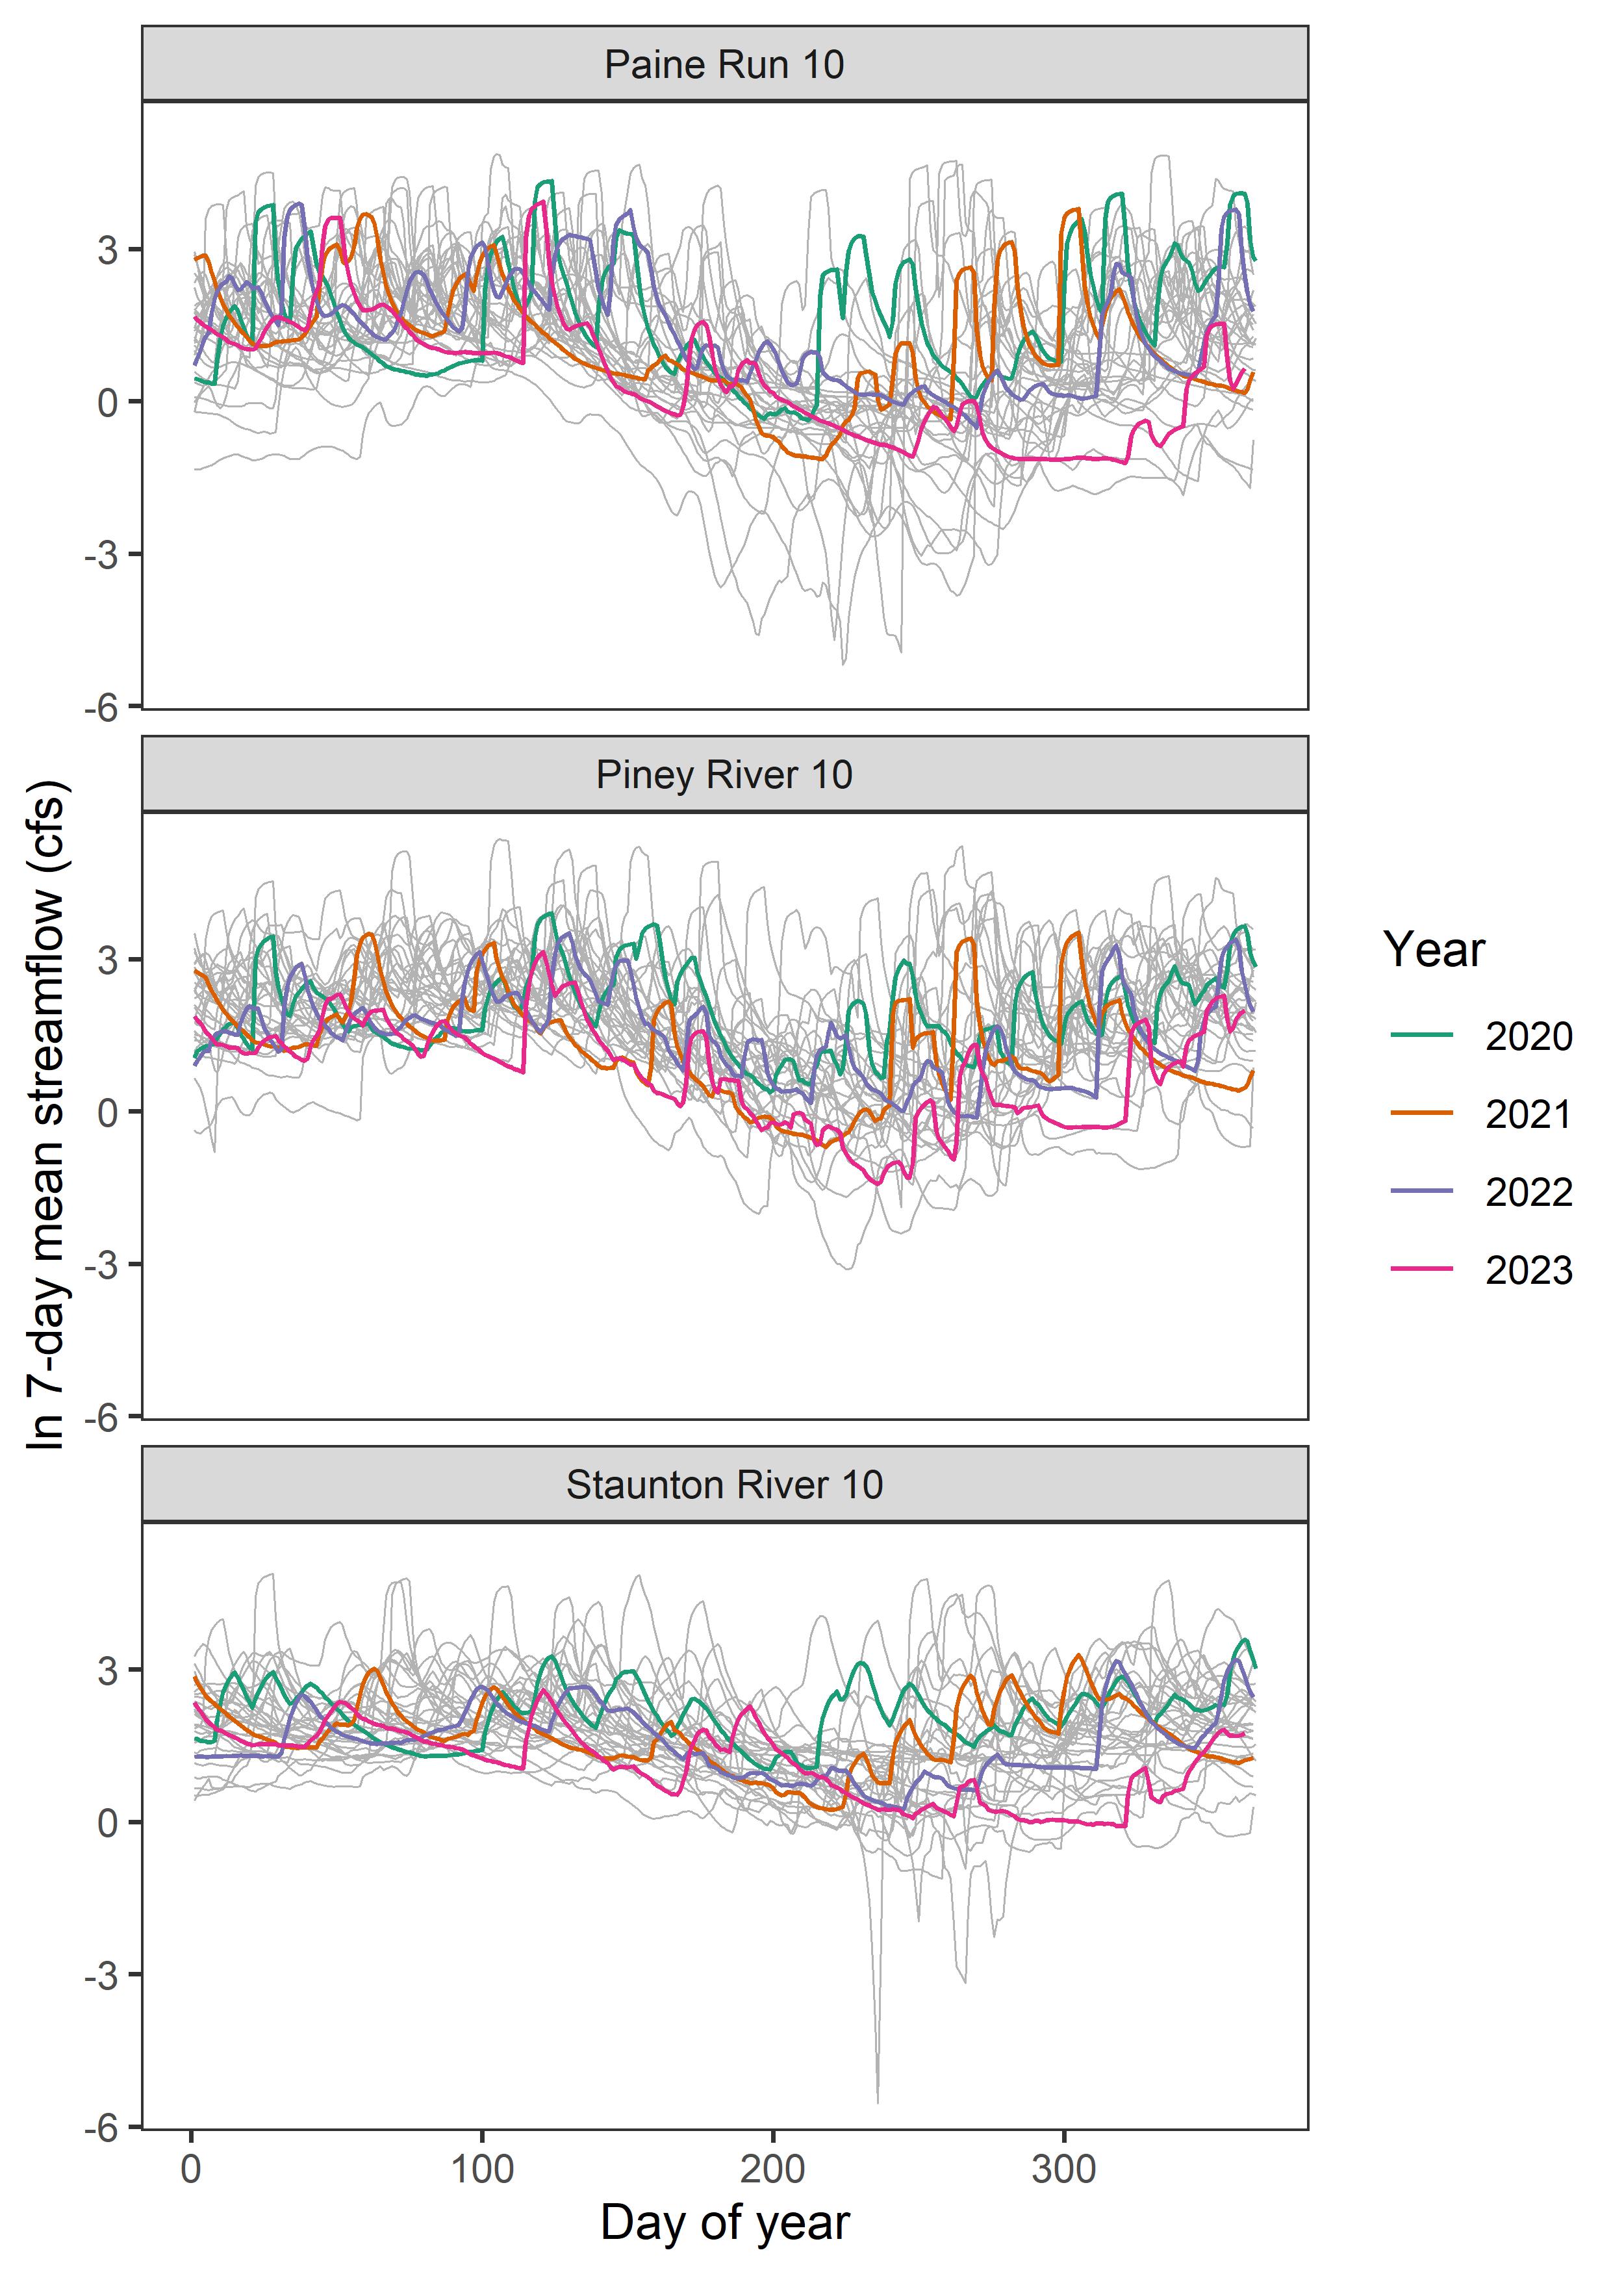 Paine Run 10
3
0
-3
-6
Piney River 10
3
0
-3
-6
Staunton River 10
3
0
-3
-6
0 100 200 300
Day of year
ln 7-day mean streamflow (cfs)
Year
2020
2021
2022
2023